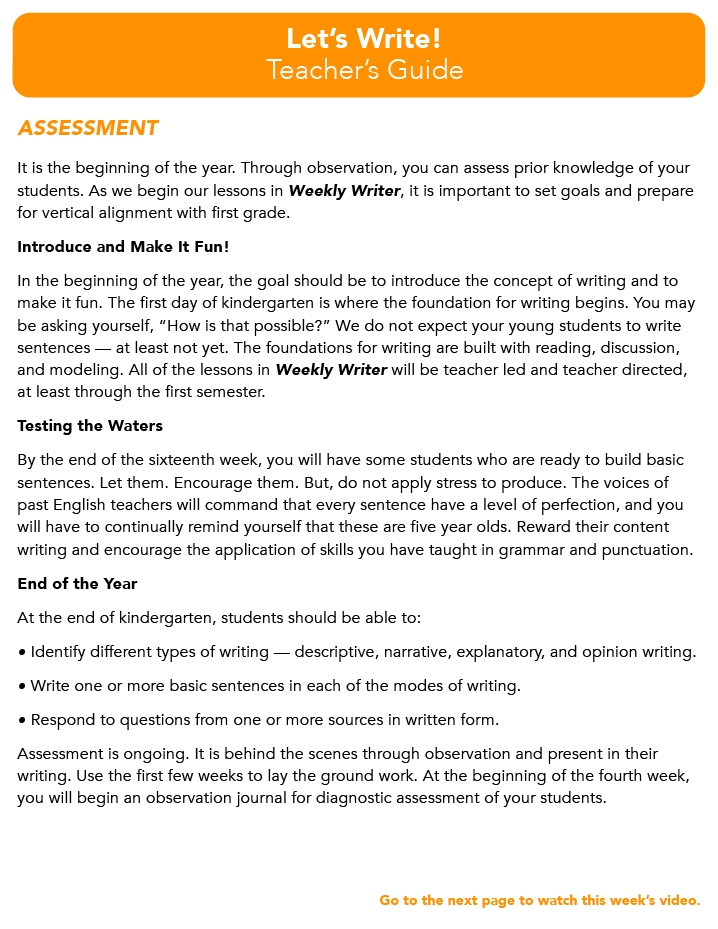 Let's Write!
Teacher's Guide
ASSESSMENT
It is the beginning of the year. Through observation, you can assess prior knowledge of your
students. As we begin our lessons in Weekly Writer, it is important to set goals and prepare
for vertical alignment with first grade.
Introduce and Make It Fun!
In the beginning of the year, the goal should be to introduce the concept of writing and to
make it fun. The first day of kindergarten is where the foundation for writing begins. You may
be asking yourself, “How is that possible?” We do not expect your young students to write
sentences — at least not yet. The foundations for writing are built with reading, discussion,
and modeling. All of the lessons in Weekly Writer will be teacher led and teacher directed,
at least through the first semester.
Testing the Waters
By the end of the sixteenth week, you will have some students who are ready to build basic
sentences. Let them. Encourage them. But, do not apply stress to produce. The voices of
past English teachers will command that every sentence have a level of perfection, and you
will have to continually remind yourself that these are five year olds. Reward their content
writing and encourage the application of skills you have taught in grammar and punctuation.
End of the Year
At the end of kindergarten, students should be able to:
• Identify different types of writing — descriptive, narrative, explanatory, and opinion writing.
• Write one or more basic sentences in each of the modes of writing.
• Respond to questions from one or more sources in written form.
Assessment is ongoing. It is behind the scenes through observation and present in their
writing. Use the first few weeks to lay the ground work. At the beginning of the fourth week,
you will begin an observation journal for diagnostic assessment of your students.
Go to the next page to watch this week's video.